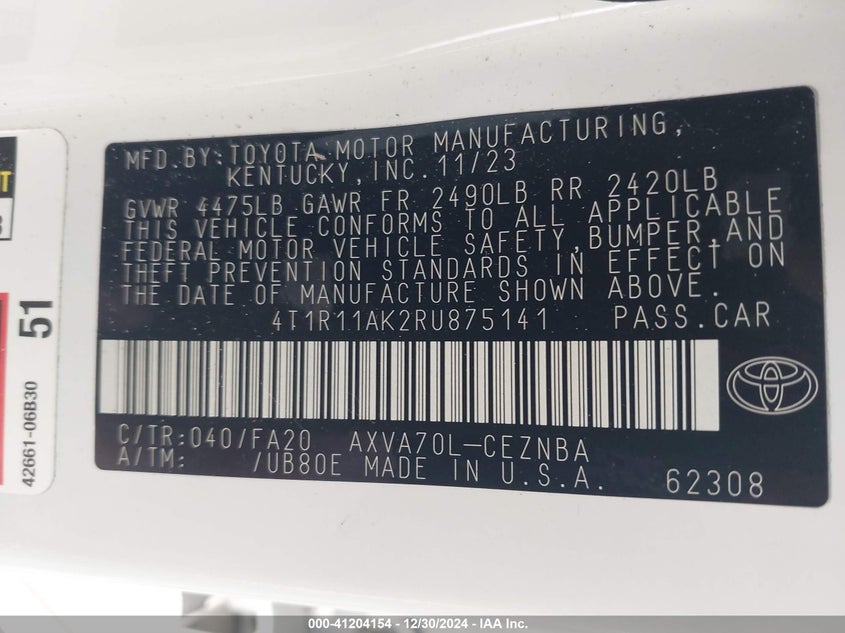 MFD.BY:TOYOTA MOTOR MANUFACTURING,
KENTUCKY,INC.11/23
GVWR 4475LB GAWR FR 2490LB RR 2420LB
THIS VEHICLE CONFORMS TO ALL APPLICABLE
FEDERAL MOTOR VEHICLE SAFETY,BUMPER,AND
THEFT PREVENTION STANDARDS IN EFFECT ON
THE DATE OF MANUFACTURE SHOWN ABOVE.
4T1R11AK2RU875141 PASS.CAR
C/TR:040/FA20 AXVA70L-CEZNBA
A/TM: /UB80E MADE IN U.S.A. 62308
51
42661-06B30
000-41204154 - 12/30/2024 - IAA Inc.